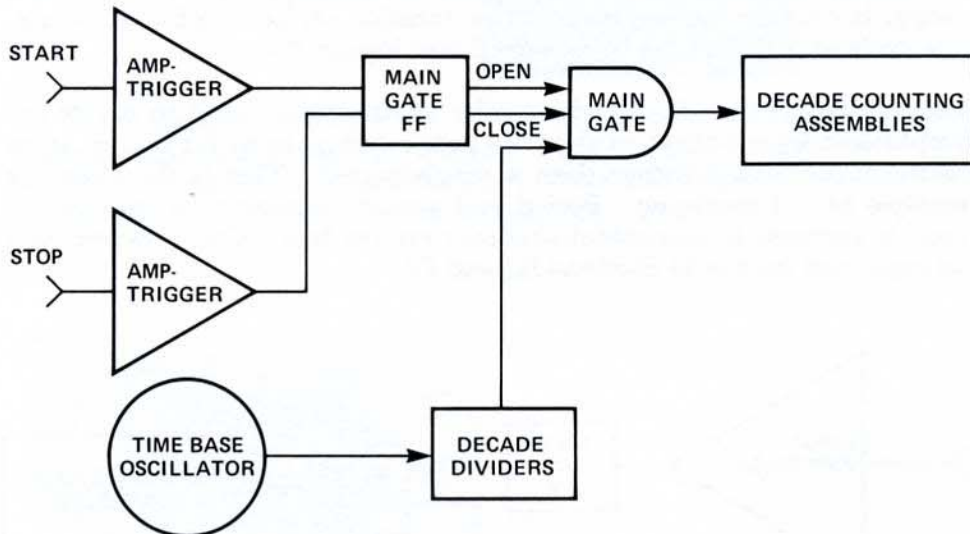 START
AMP-
TRIGGER
MAIN
GATE
FF
OPEN
CLOSE
MAIN
GATE
DECADE COUNTING
ASSEMBLIES
STOP
AMP-
TRIGGER
TIME BASE
OSCILLATOR
DECADE
DIVIDERS